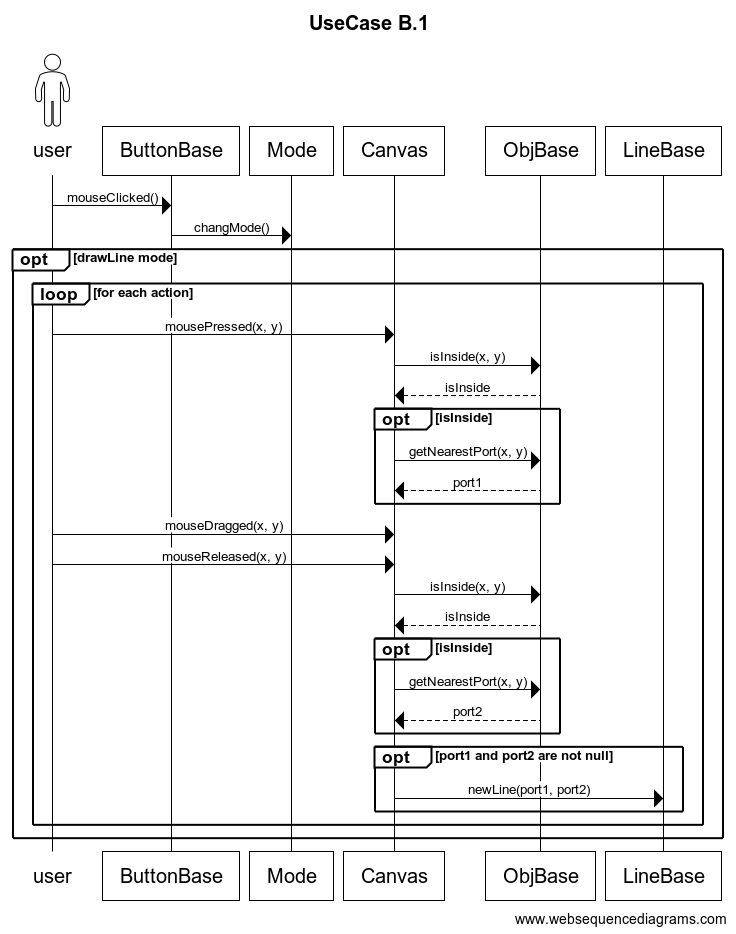 UseCase B.1
user ButtonBase Mode Canvas ObjBase LineBase
mouseClicked()
changMode()
opt [drawLine mode]
loop [for each action]
mousePressed(x, y)
isInside(x, y)
isInside
opt [isInside]
getNearestPort(x, y)
port1
mouseDragged(x, y)
mouseReleased(x, y)
isInside(x, y)
isInside
opt [isInside]
getNearestPort(x, y)
port2
opt [port1 and port2 are not null]
newLine(port1, port2)
user ButtonBase Mode Canvas ObjBase LineBase
www.websequencediagrams.com